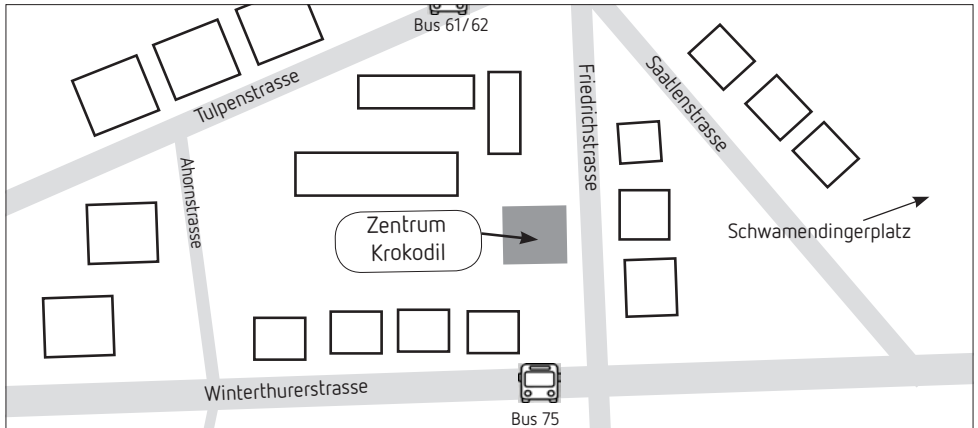 Bus 61/62
Tulpenstrasse
Friedrichstrasse
Saatlenstrasse
Ahornstrasse
Zentrum
Krokodil
Schwamendingerplatz
Winterthurerstrasse
Bus 75